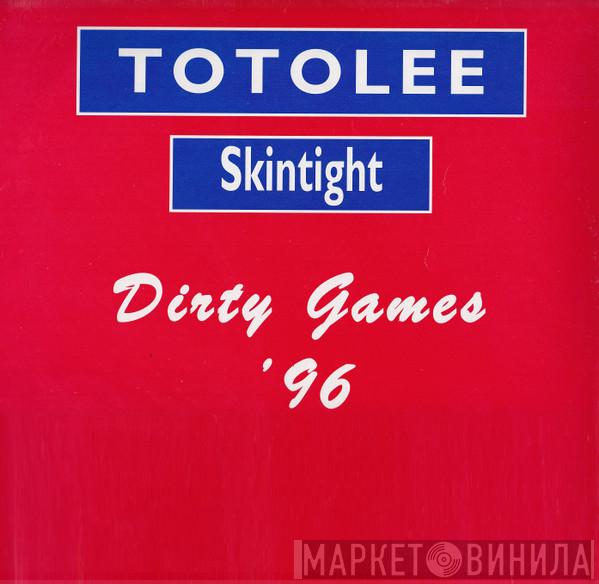 TOTOLEE
Skintight
Dirty Games
'96
МАРКЕТ ВИНИЛА